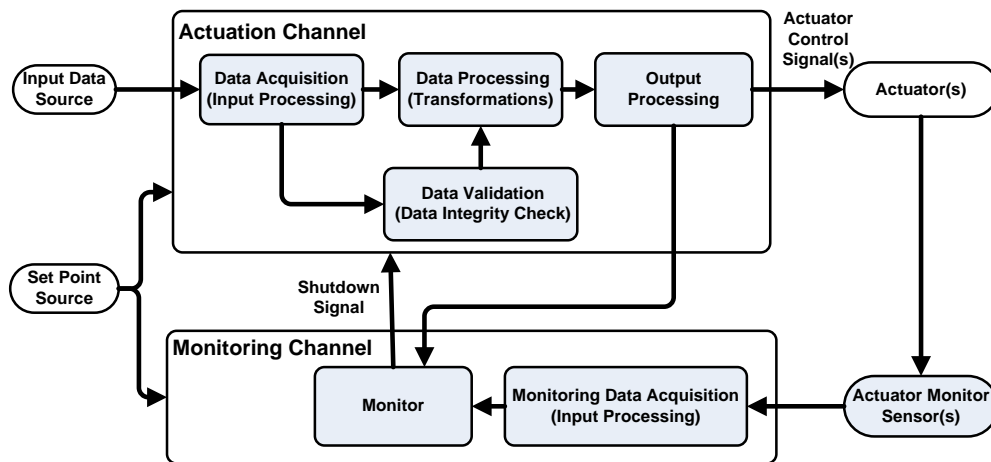 Actuation Channel
Actuator
Control
Signal(s)
Input Data
Source
Data Acquisition
(Input Processing)
Data Processing
(Transformations)
Output
Processing
Actuator(s)
Data Validation
(Data Integrity Check)
Set Point
Source
Shutdown
Signal
Monitoring Channel
Monitor
Monitoring Data Acquisition
(Input Processing)
Actuator Monitor
Sensor(s)